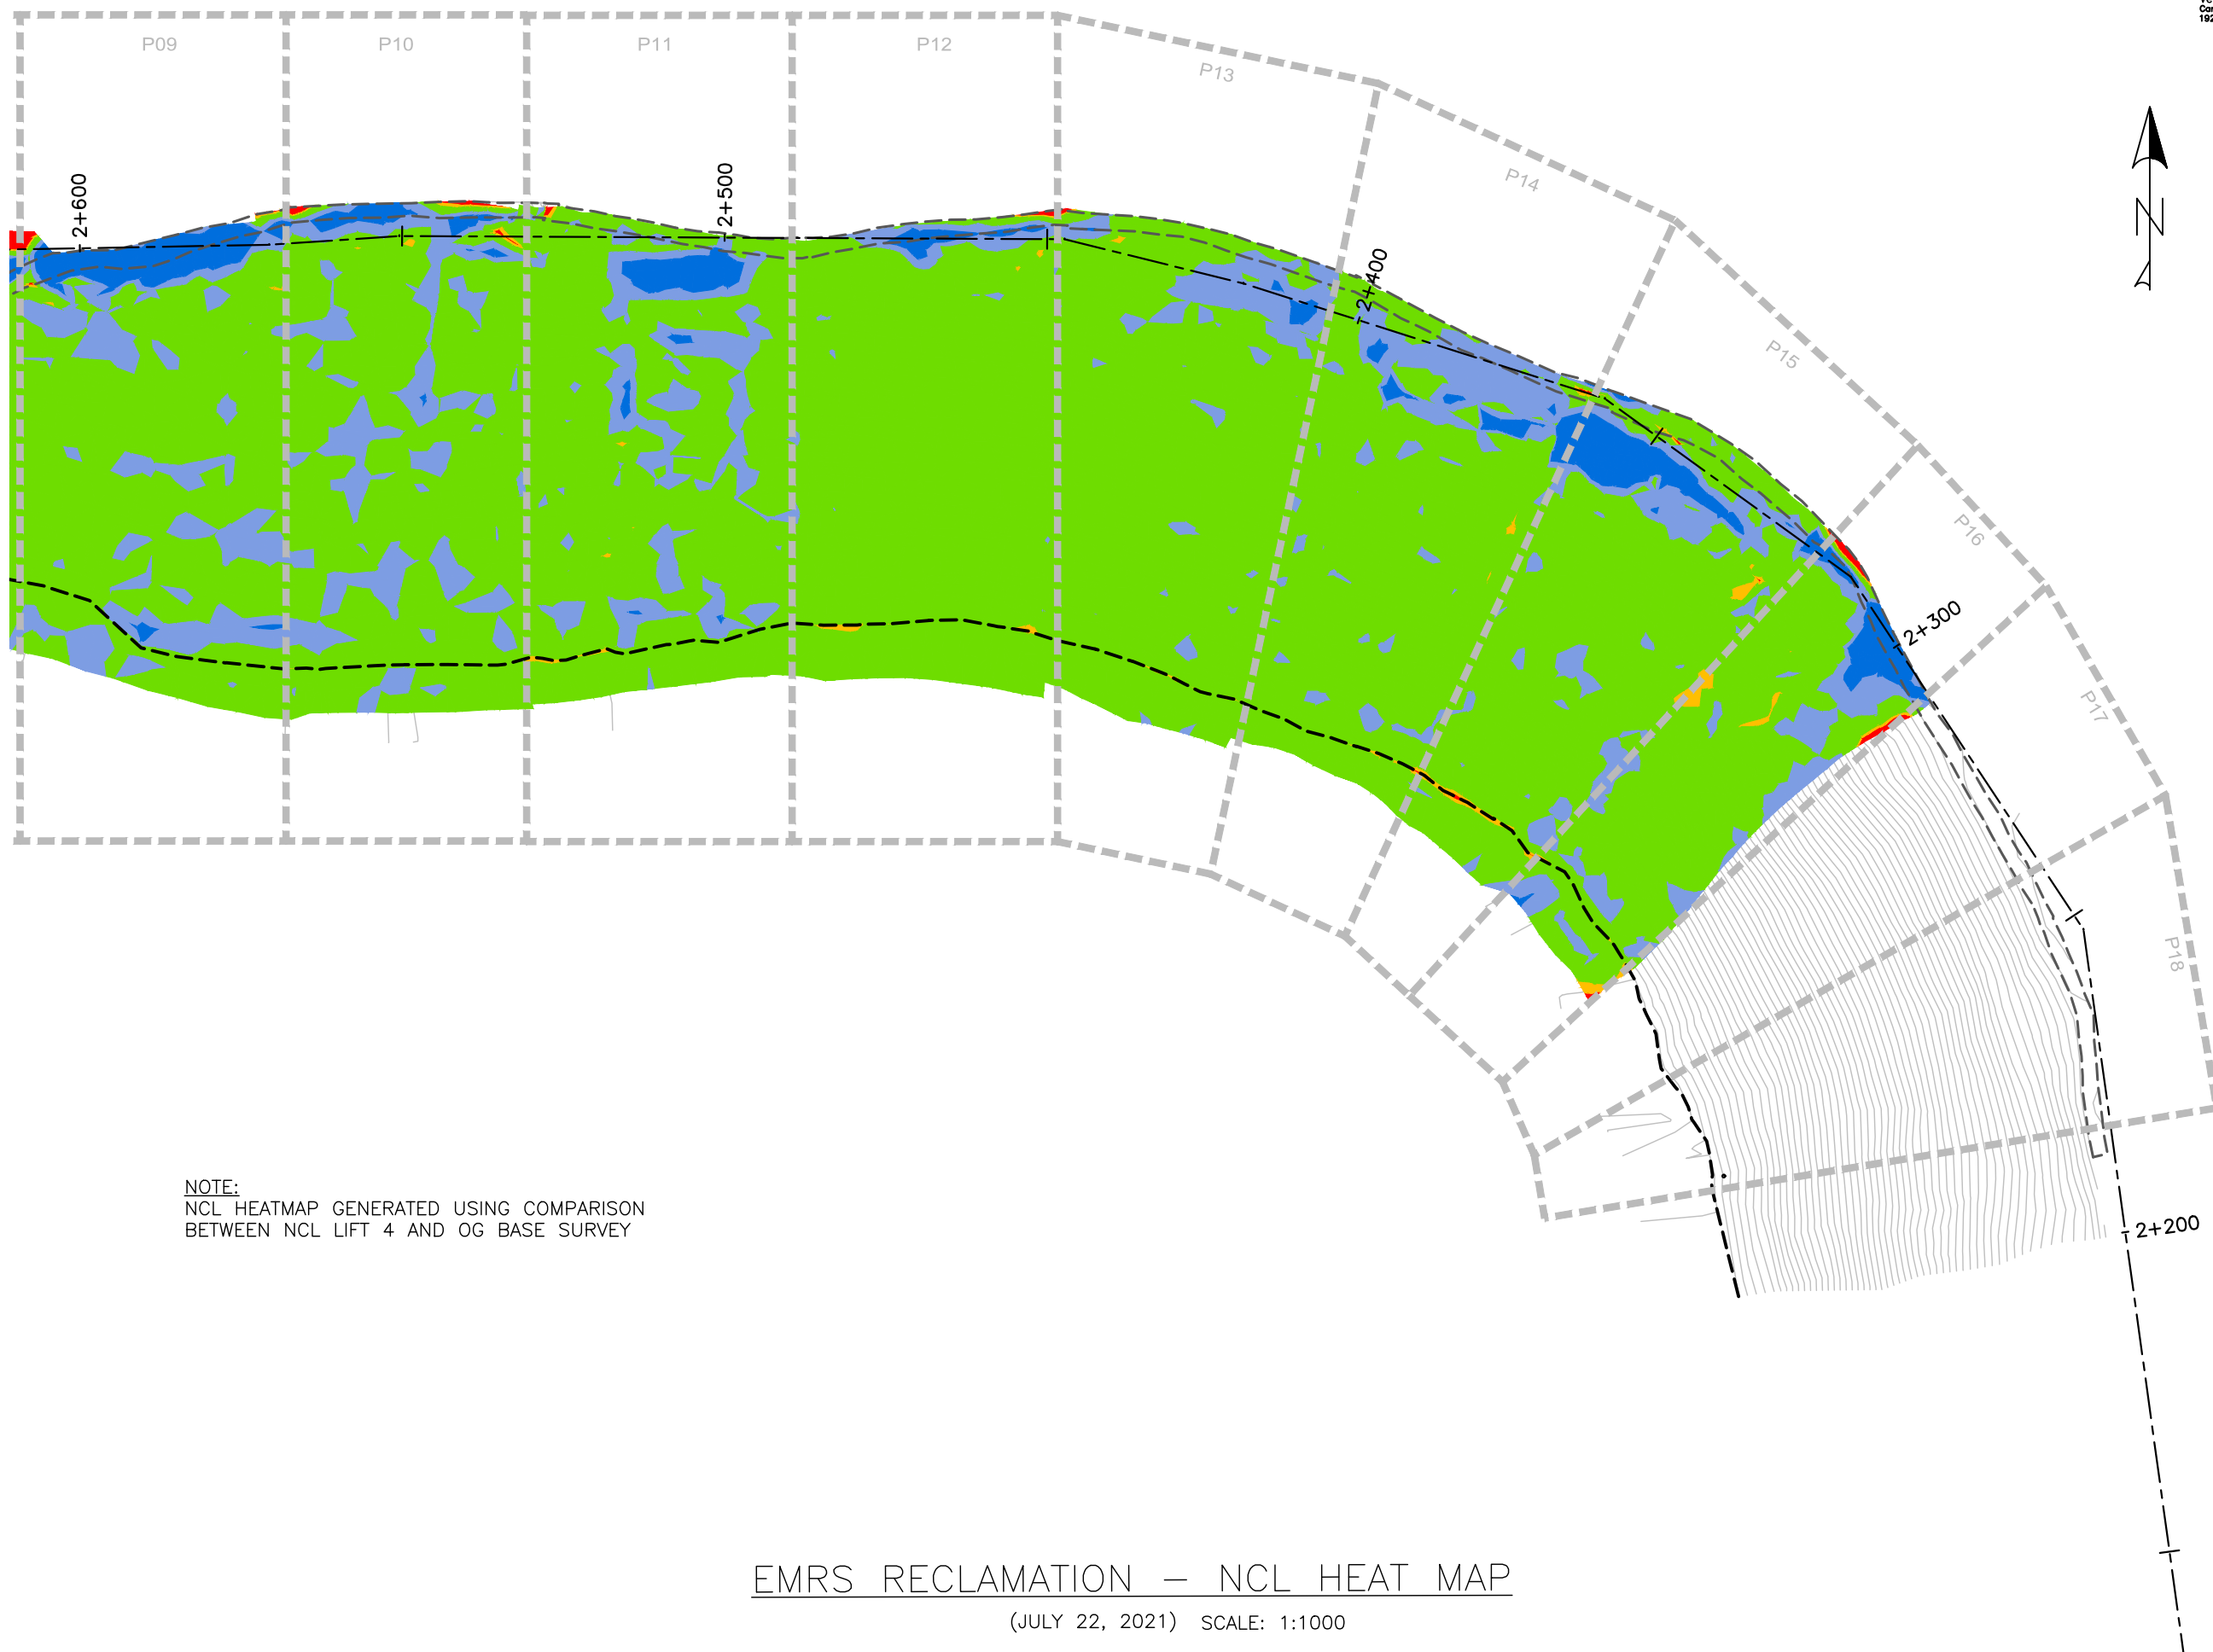 P09
P10
P11
P12
P13
P14
P15
P16
P17
P18
2+600
2+500
2+400
2+300
2+200
N
NOTE:
NCL HEATMAP GENERATED USING COMPARISON
BETWEEN NCL LIFT 4 AND OG BASE SURVEY
EMRS RECLAMATION – NCL HEAT MAP
(JULY 22, 2021) SCALE: 1:1000